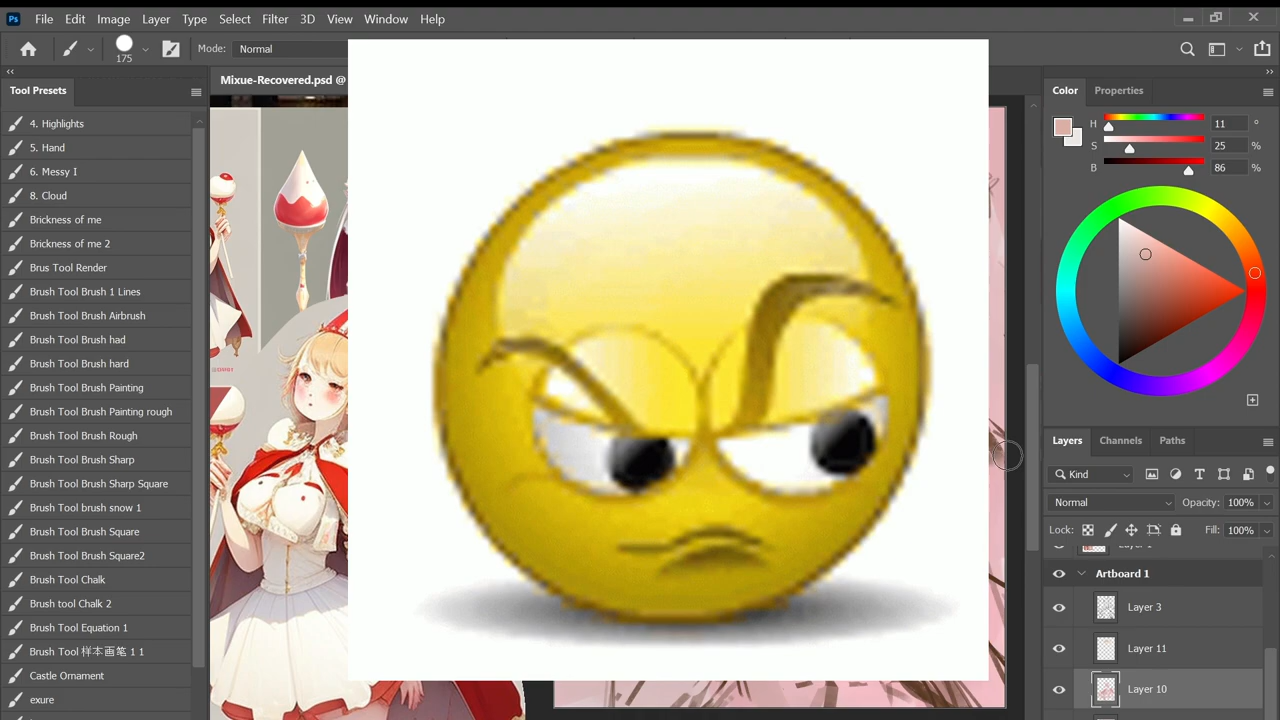 Ps File Edit Image Layer Type Select Filter 3D View Window Help
175 Mode: Normal
Tool Presets
Mixue-Recovered.psd @
Color Properties
4. Highlights
5. Hand
6. Messy I
8. Cloud
Brickness of me
Brickness of me 2
Brus Tool Render
Brush Tool Brush 1 Lines
Brush Tool Brush Airbrush
Brush Tool Brush had
Brush Tool Brush hard
Brush Tool Brush Painting
Brush Tool Brush Painting rough
Brush Tool Brush Rough
Brush Tool Brush Sharp
Brush Tool Brush Sharp Square
Brush Tool brush snow 1
Brush Tool Brush Square
Brush Tool Brush Square2
Brush Tool Chalk
Brush tool Chalk 2
Brush Tool Equation 1
Brush Tool 样本画笔 1 1
Castle Ornament
exure
H 11 °
S 25 %
B 86 %
Layers Channels Paths
Kind
Normal Opacity: 100%
Lock: Fill: 100%
Artboard 1
Layer 3
Layer 11
Layer 10